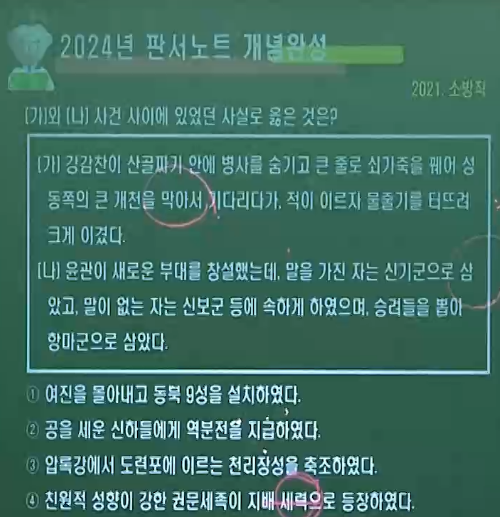 2024년 판서노트 개념완성
2021. 소방직
(가)와 (나) 사건 사이에 있었던 사실로 옳은 것은?
(가) 강감찬이 산골짜기 안에 병사를 숨기고 큰 줄로 쇠가죽을 꿰어 성
동쪽의 큰 개천을 막아서 기다리다가, 적이 이르자 물줄기를 터뜨려
크게 이겼다.
(나) 윤관이 새로운 부대를 창설했는데, 말을 가진 자는 신기군으로 삼
았고, 말이 없는 자는 신보군 등에 속하게 하였으며, 승려들을 뽑아
항마군으로 삼았다.
① 여진을 몰아내고 동북 9성을 설치하였다.
② 공을 세운 신하들에게 역분전을 지급하였다.
③ 압록강에서 도련포에 이르는 천리장성을 축조하였다.
④ 친원적 성향이 강한 권문세족이 지배 세력으로 등장하였다.